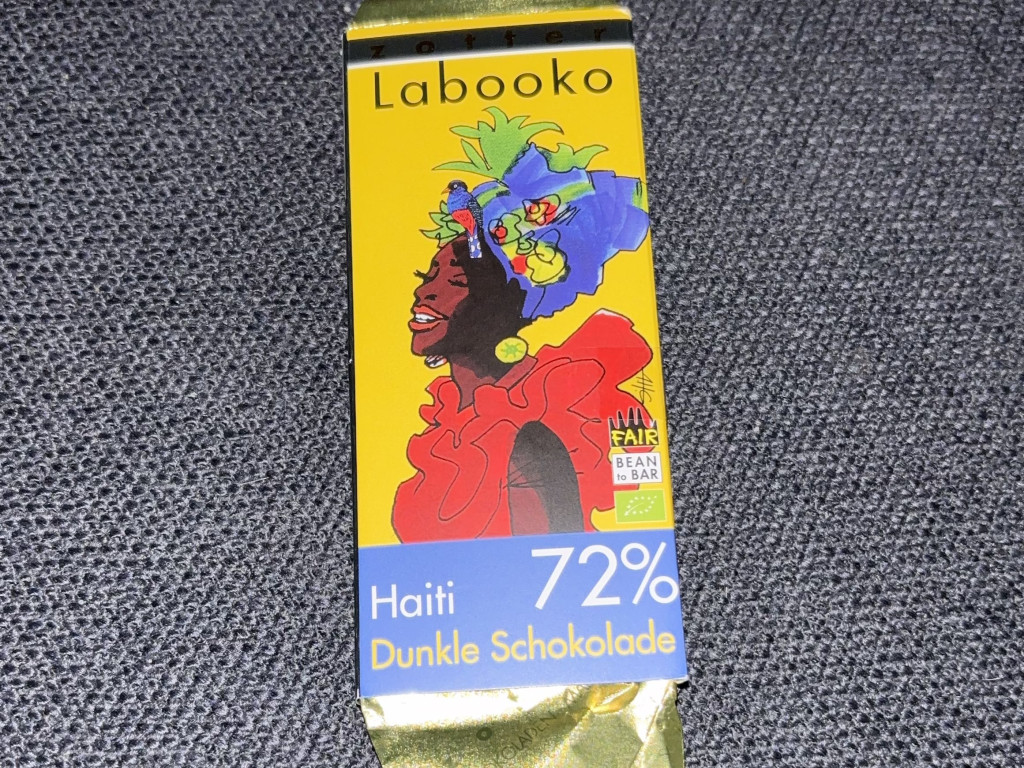 zotter
Labooko
FAIR
BEAN
to BAR
72%
Haiti
Dunkle Schokolade